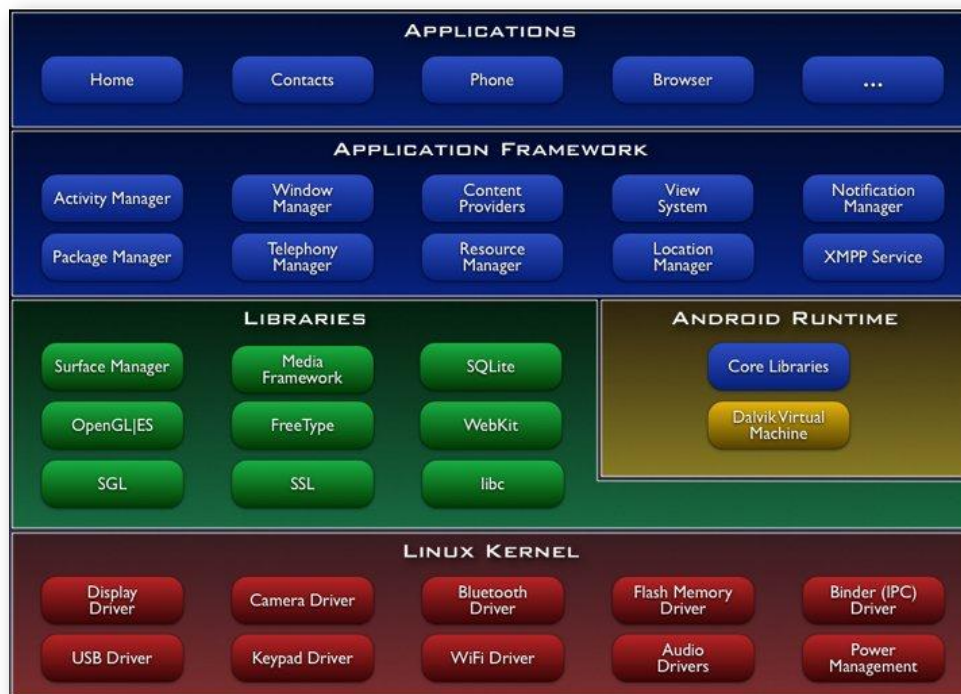 APPLICATIONS
Home
Contacts
Phone
Browser
...
APPLICATION FRAMEWORK
Activity Manager
Window
Manager
Content
Providers
View
System
Notification
Manager
Package Manager
Telephony
Manager
Resource
Manager
Location
Manager
XMPP Service
LIBRARIES
Surface Manager
Media
Framework
SQLite
OpenGL|ES
FreeType
WebKit
SGL
SSL
libc
ANDROID RUNTIME
Core Libraries
Dalvik Virtual
Machine
LINUX KERNEL
Display
Driver
Camera Driver
Bluetooth
Driver
Flash Memory
Driver
Binder (IPC)
Driver
USB Driver
Keypad Driver
WiFi Driver
Audio
Drivers
Power
Management